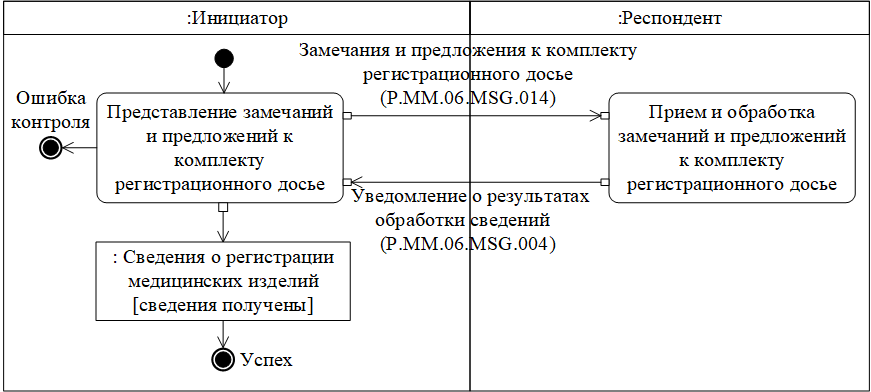 :Инициатор
:Респондент
Замечания и предложения к комплекту
регистрационного досье
(P.MM.06.MSG.014)
Ошибка
контроля
Представление замечаний
и предложений к
комплекту
регистрационного досье
Прием и обработка
замечаний и предложений
к комплекту
регистрационного досье
Уведомление о результатах
обработки сведений
(P.MM.06.MSG.004)
: Сведения о регистрации
медицинских изделий
[сведения получены]
Успех